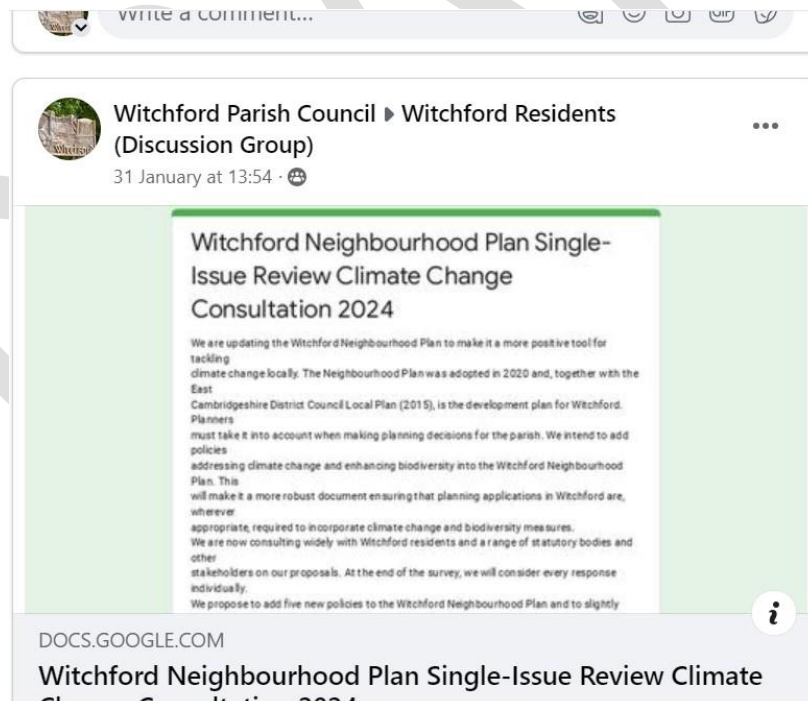 Write a comment...
GIF
Witchford Parish Council ▸ Witchford Residents
(Discussion Group)
31 January at 13:54 ·
Witchford Neighbourhood Plan Single-
Issue Review Climate Change
Consultation 2024
We are updating the Witchford Neighbourhood Plan to make it a more positive tool for
tackling
climate change locally. The Neighbourhood Plan was adopted in 2020 and, together with the
East
Cambridgeshire District Council Local Plan (2015), is the development plan for Witchford.
Planners
must take it into account when making planning decisions for the parish. We intend to add
policies
addressing climate change and enhancing biodiversity into the Witchford Neighbourhood
Plan. This
will make it a more robust document ensuring that planning applications in Witchford are,
wherever
appropriate, required to incorporate climate change and biodiversity measures.
We are now consulting widely with Witchford residents and a range of statutory bodies and
other
stakeholders on our proposals. At the end of the survey, we will consider every response
individually.
We propose to add five new policies to the Witchford Neighbourhood Plan and to slightly
DOCS.GOOGLE.COM
Witchford Neighbourhood Plan Single-Issue Review Climate
Change Consultation 2024